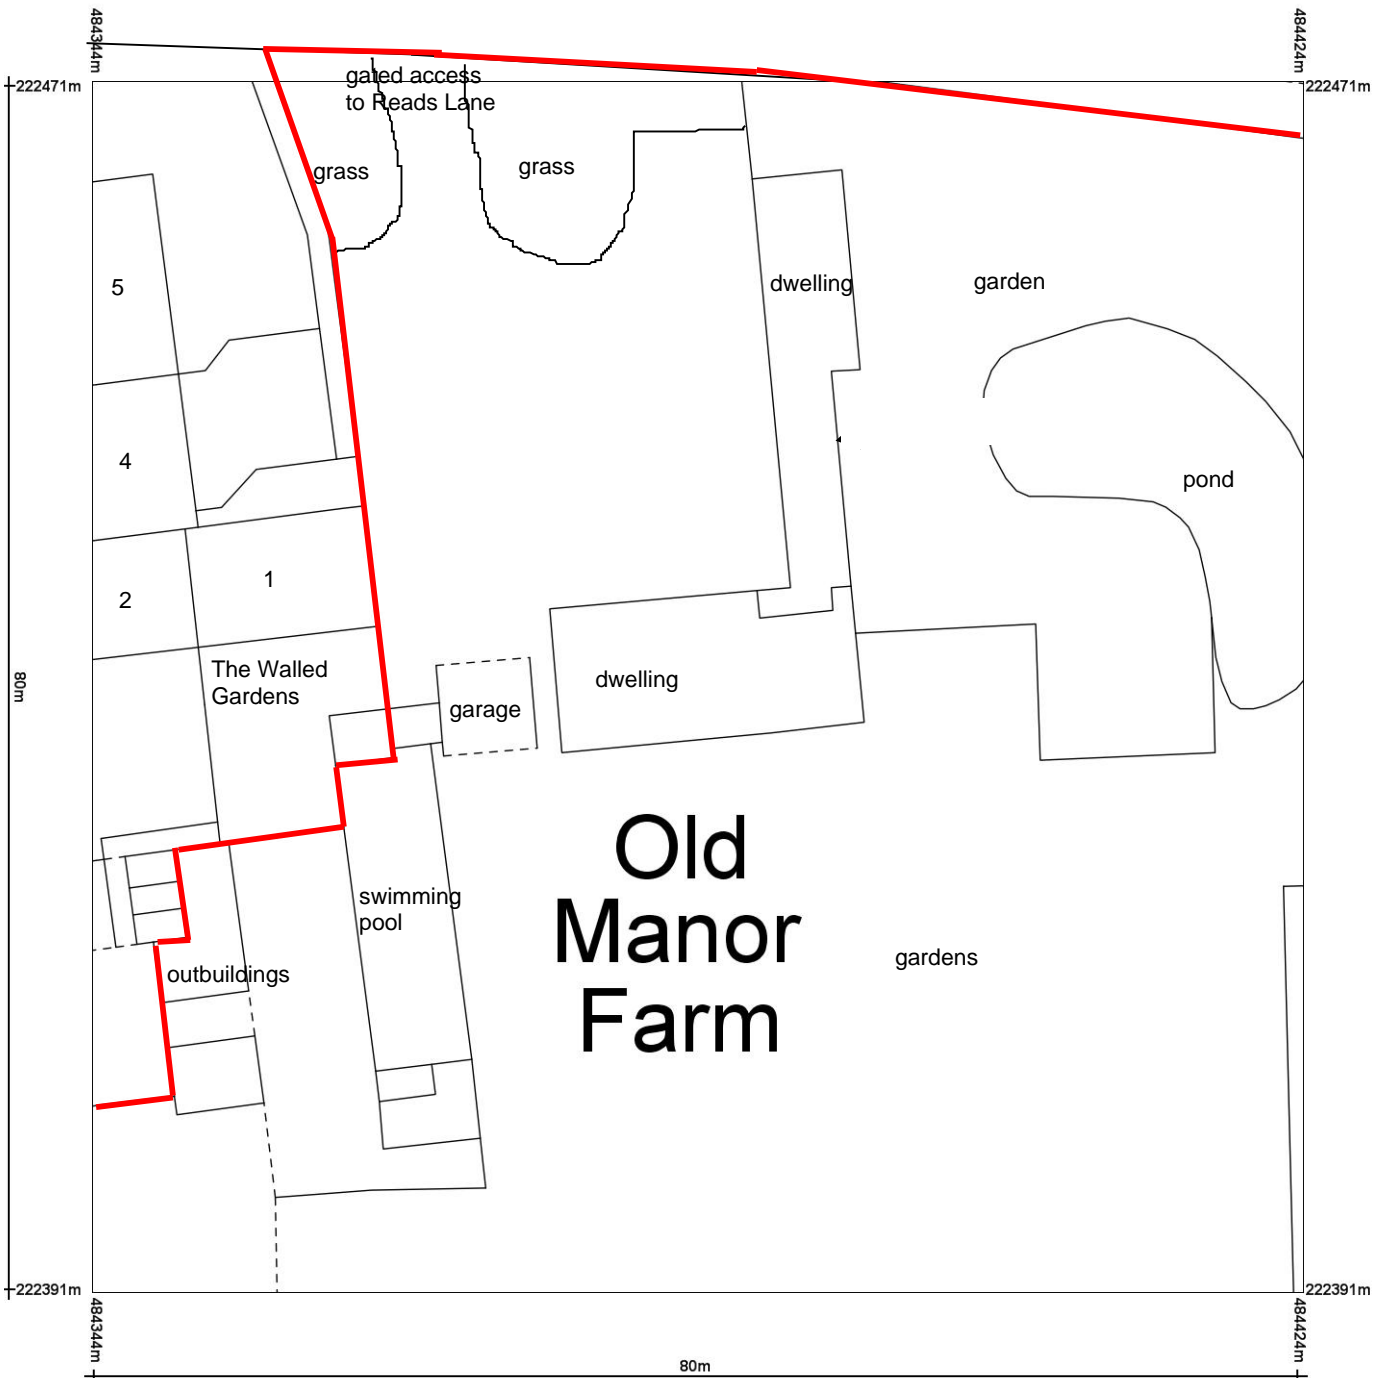 484344m
484424m
222471m
222471m
gated access
to Reads Lane
grass
grass
5
dwelling
garden
4
pond
1
2
The Walled
Gardens
80m
dwelling
garage
Old
Manor
Farm
swimming
pool
gardens
outbuildings
222391m
222391m
484344m
484424m
80m